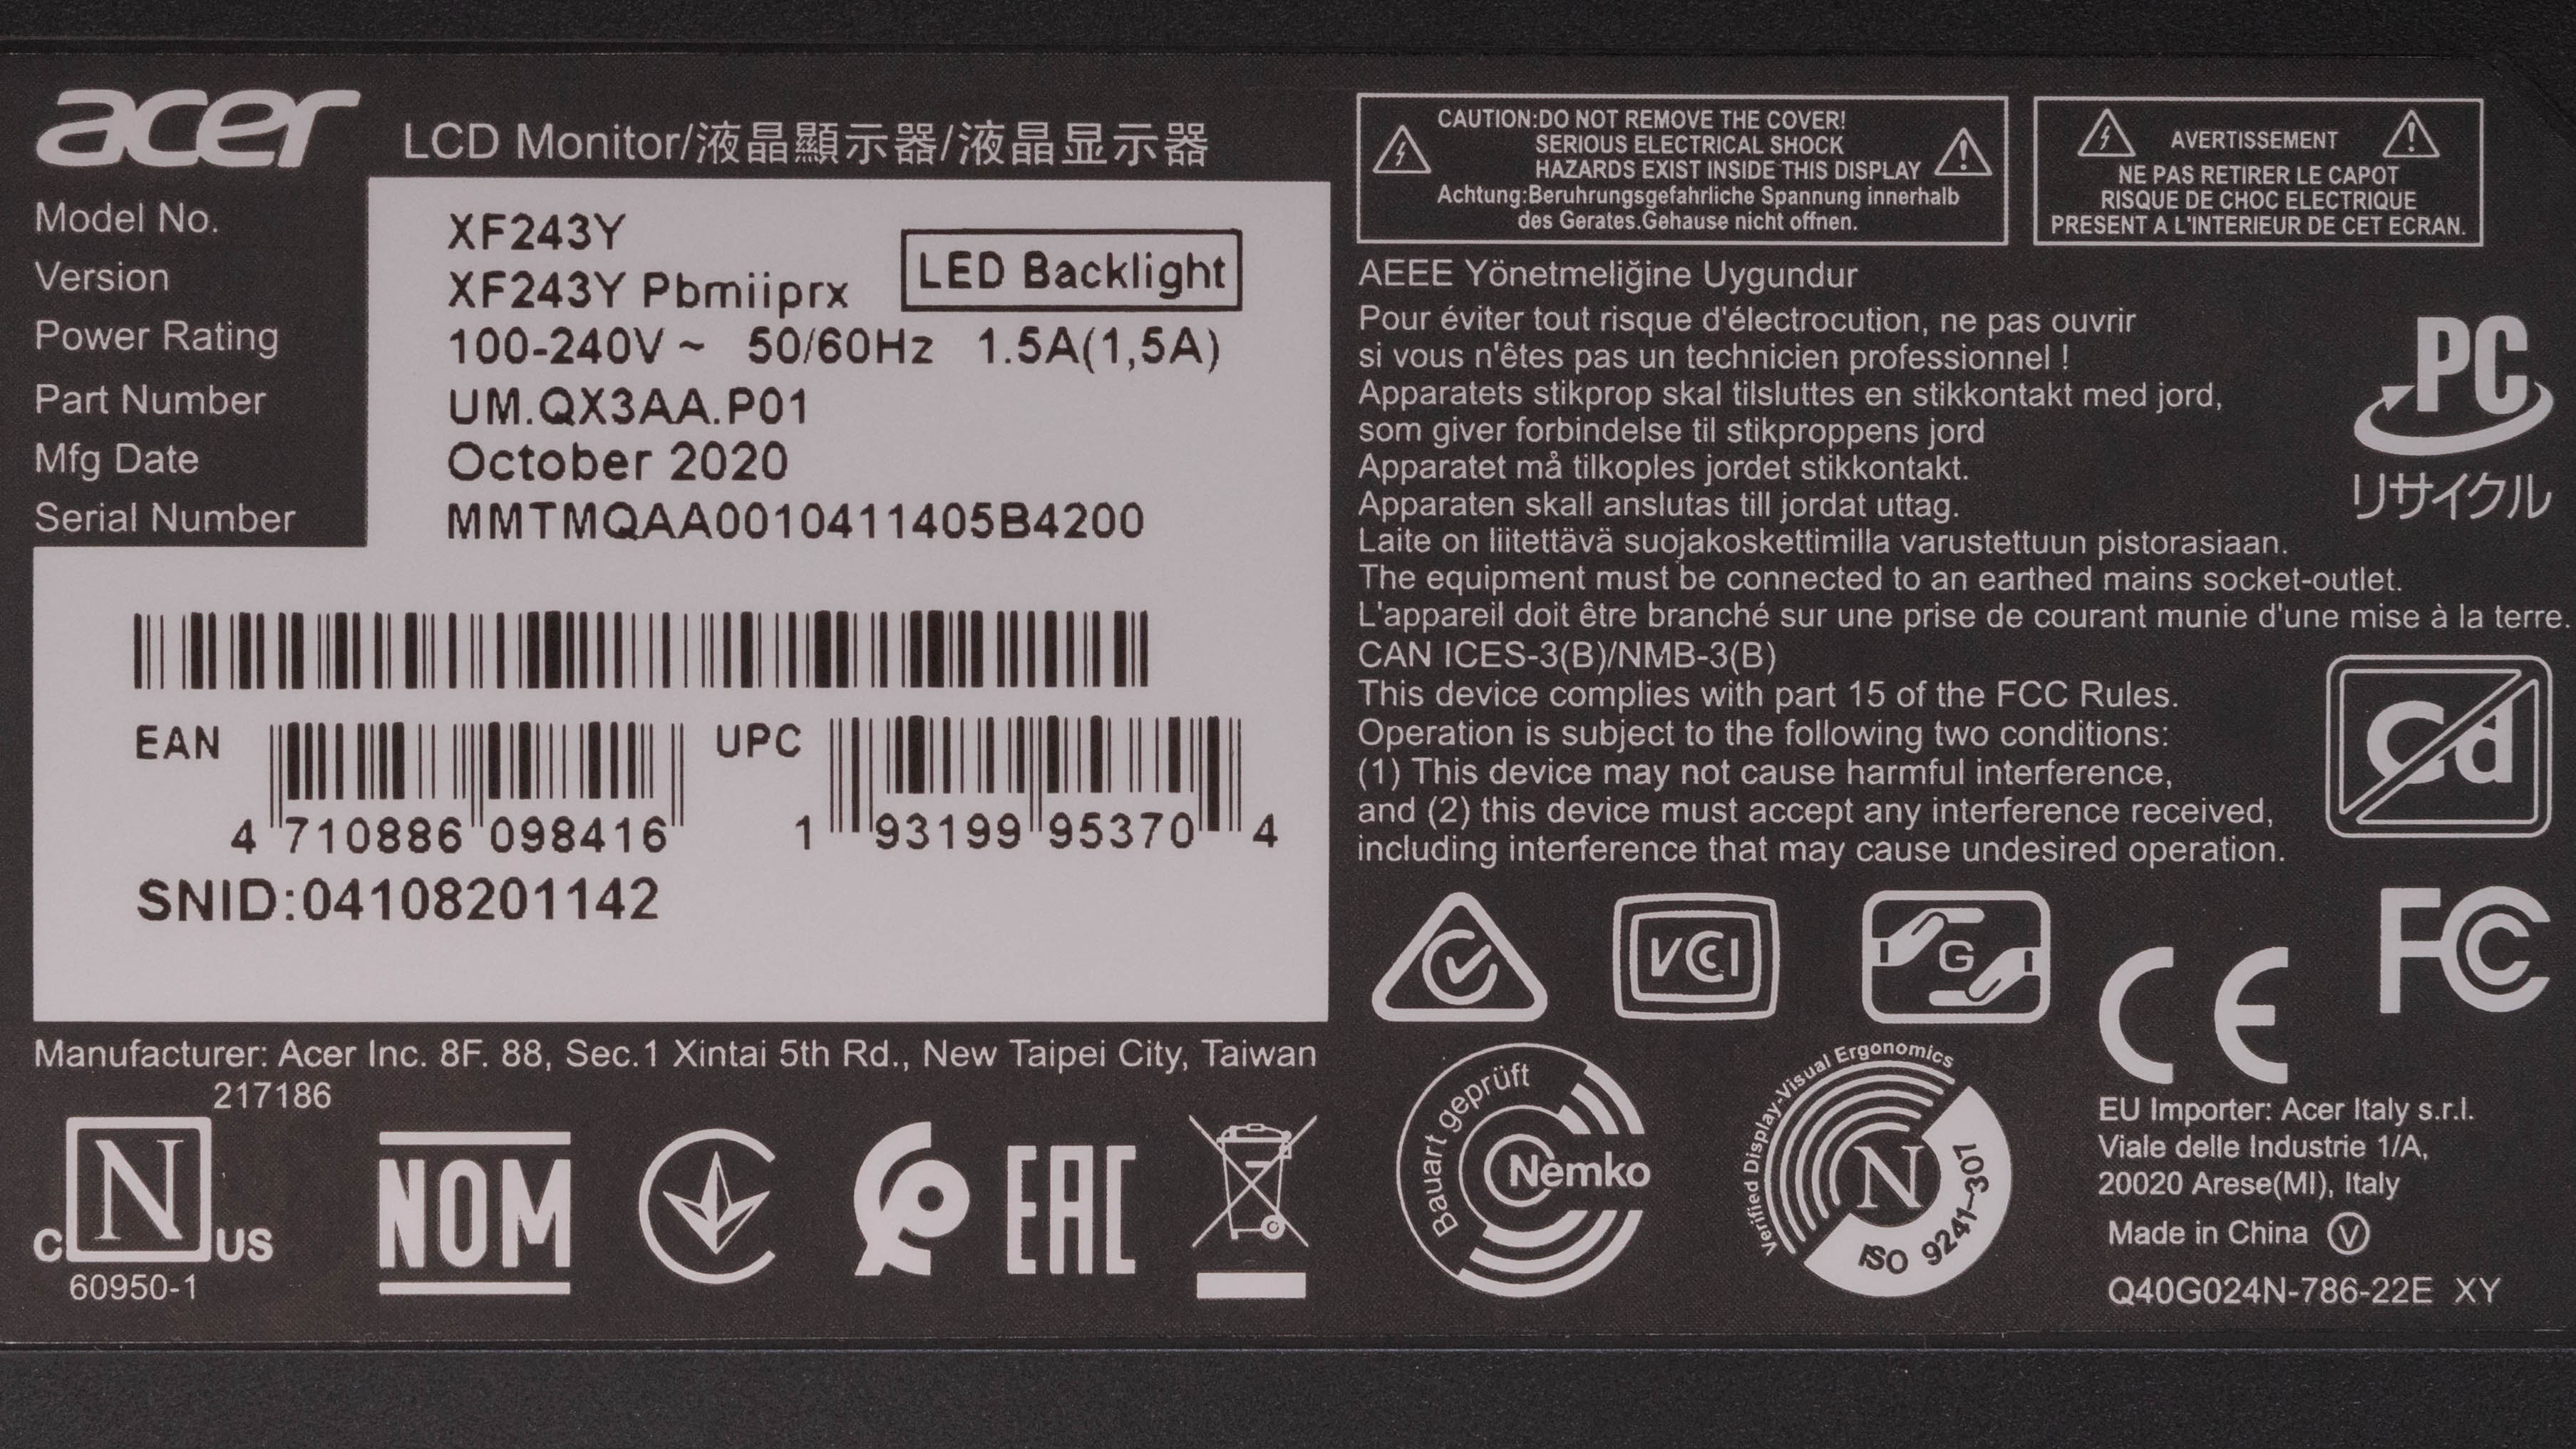 acer
LCD Monitor/液晶顯示器/液晶显示器
Model No. XF243Y
Version XF243Y Pbmiiprx
LED Backlight
Power Rating 100-240V ~ 50/60Hz 1.5A(1,5A)
Part Number UM.QX3AA.P01
Mfg Date October 2020
Serial Number MMTMQAA0010411405B4200
EAN
4 710886 098416
UPC
1 93199 95370 4
SNID:04108201142
Manufacturer: Acer Inc. 8F. 88, Sec.1 Xintai 5th Rd., New Taipei City, Taiwan
217186
C N US
60950-1
NOM
EAC
CAUTION:DO NOT REMOVE THE COVER!
SERIOUS ELECTRICAL SHOCK
HAZARDS EXIST INSIDE THIS DISPLAY
Achtung:Beruhrungsgefahrliche Spannung innerhalb
des Gerates.Gehause nicht offnen.
AVERTISSEMENT
NE PAS RETIRER LE CAPOT
RISQUE DE CHOC ELECTRIQUE
PRESENT A L'INTERIEUR DE CET ECRAN.
AEEE Yönetmeliğine Uygundur
Pour éviter tout risque d'électrocution, ne pas ouvrir
si vous n'êtes pas un technicien professionnel !
Apparatets stikprop skal tilsluttes en stikkontakt med jord,
som giver forbindelse til stikproppens jord
Apparatet må tilkoples jordet stikkontakt.
Apparaten skall anslutas till jordat uttag.
Laite on liitettävä suojakoskettimilla varustettuun pistorasiaan.
The equipment must be connected to an earthed mains socket-outlet.
L'appareil doit être branché sur une prise de courant munie d'une mise à la terre.
CAN ICES-3(B)/NMB-3(B)
This device complies with part 15 of the FCC Rules.
Operation is subject to the following two conditions:
(1) This device may not cause harmful interference,
and (2) this device must accept any interference received,
including interference that may cause undesired operation.
PC
リサイクル
Cd
VCCI
G
CE
FC
Bauart geprüft
Nemko
Verified Display-Visual Ergonomics
N
ISO 9241-307
EU Importer: Acer Italy s.r.l.
Viale delle Industrie 1/A,
20020 Arese(MI), Italy
Made in China V
Q40G024N-786-22E XY